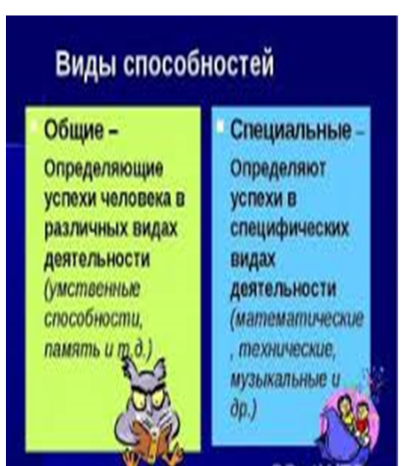 Виды способностей
Общие –
Определяющие
успехи человека в
различных видах
деятельности
(умственные
способности,
память и т.д.)
Специальные –
Определяют
успехи в
специфических
видах
деятельности
(математические
, технические,
музыкальные и
др.)